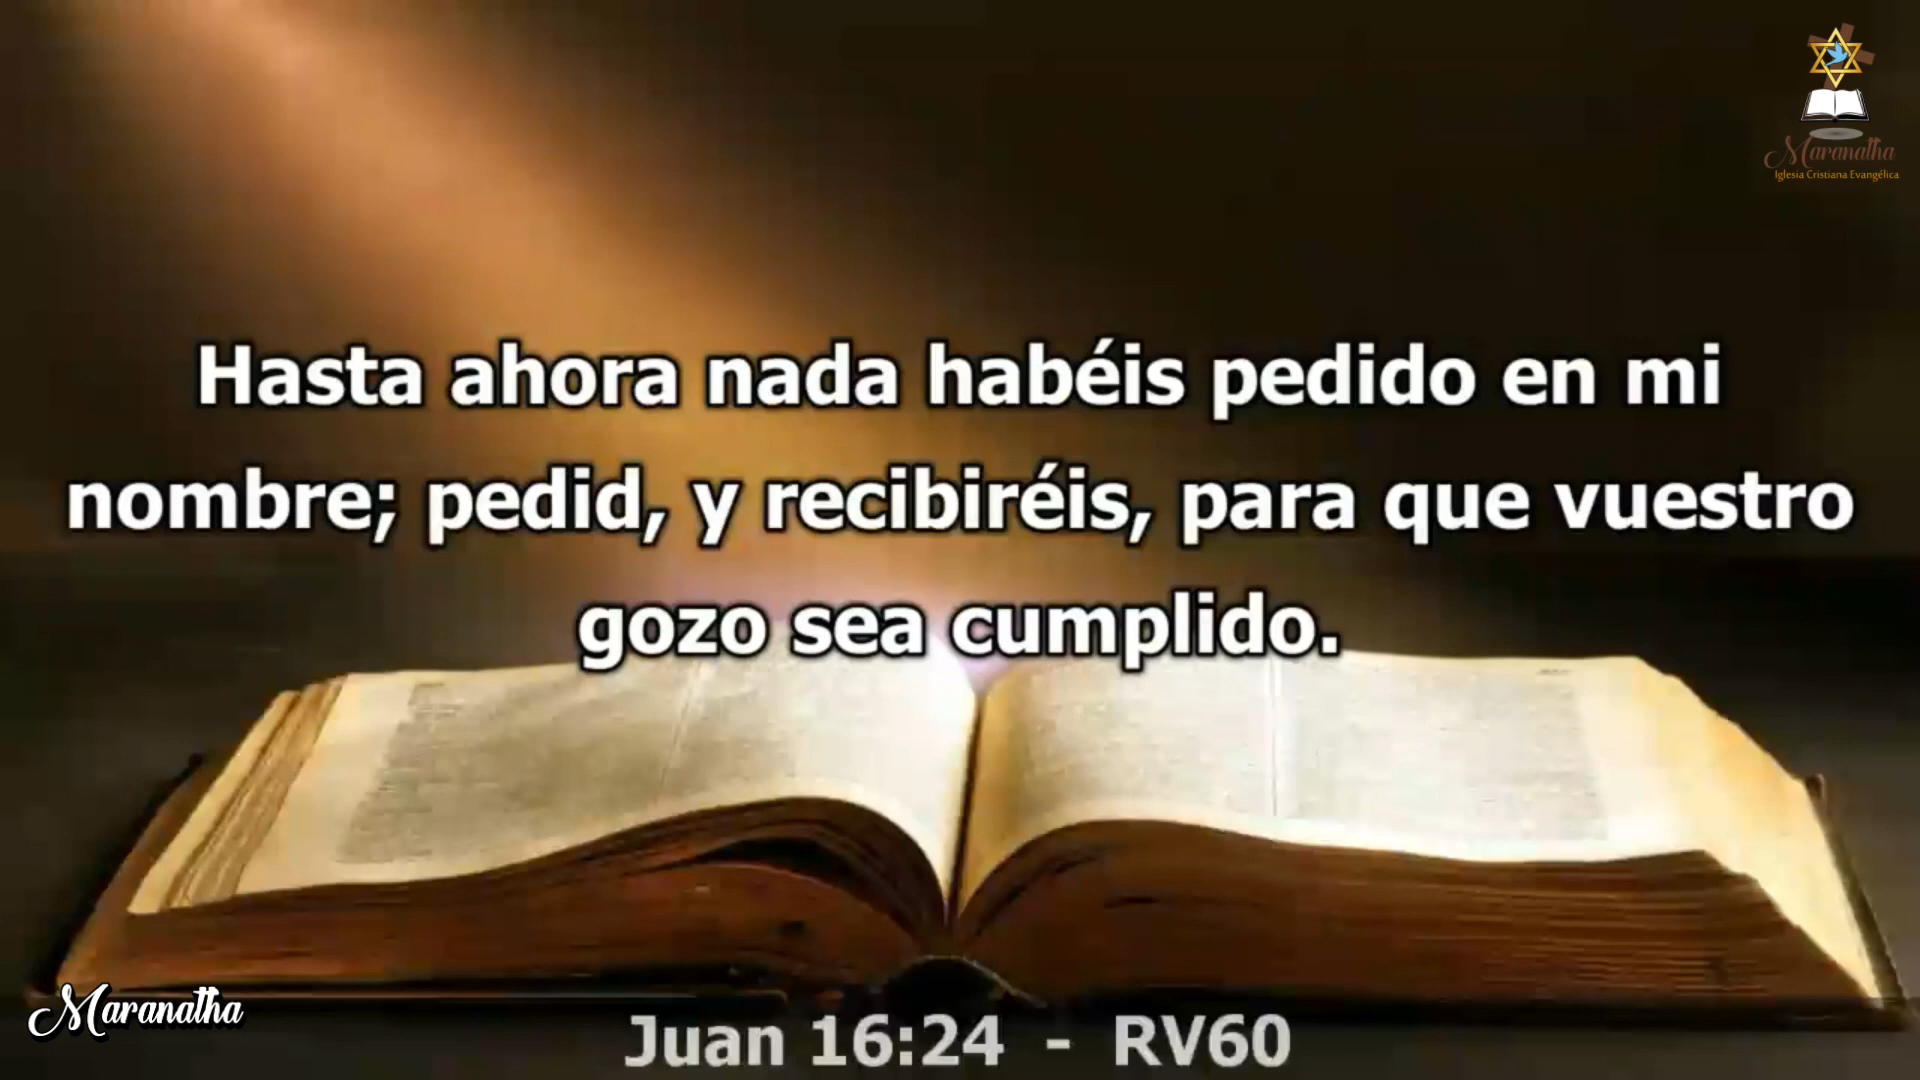 Maranatha
Iglesia Cristiana Evangélica
Hasta ahora nada habéis pedido en mi
nombre; pedid, y recibiréis, para que vuestro
gozo sea cumplido.
Maranatha
Juan 16:24 - RV60